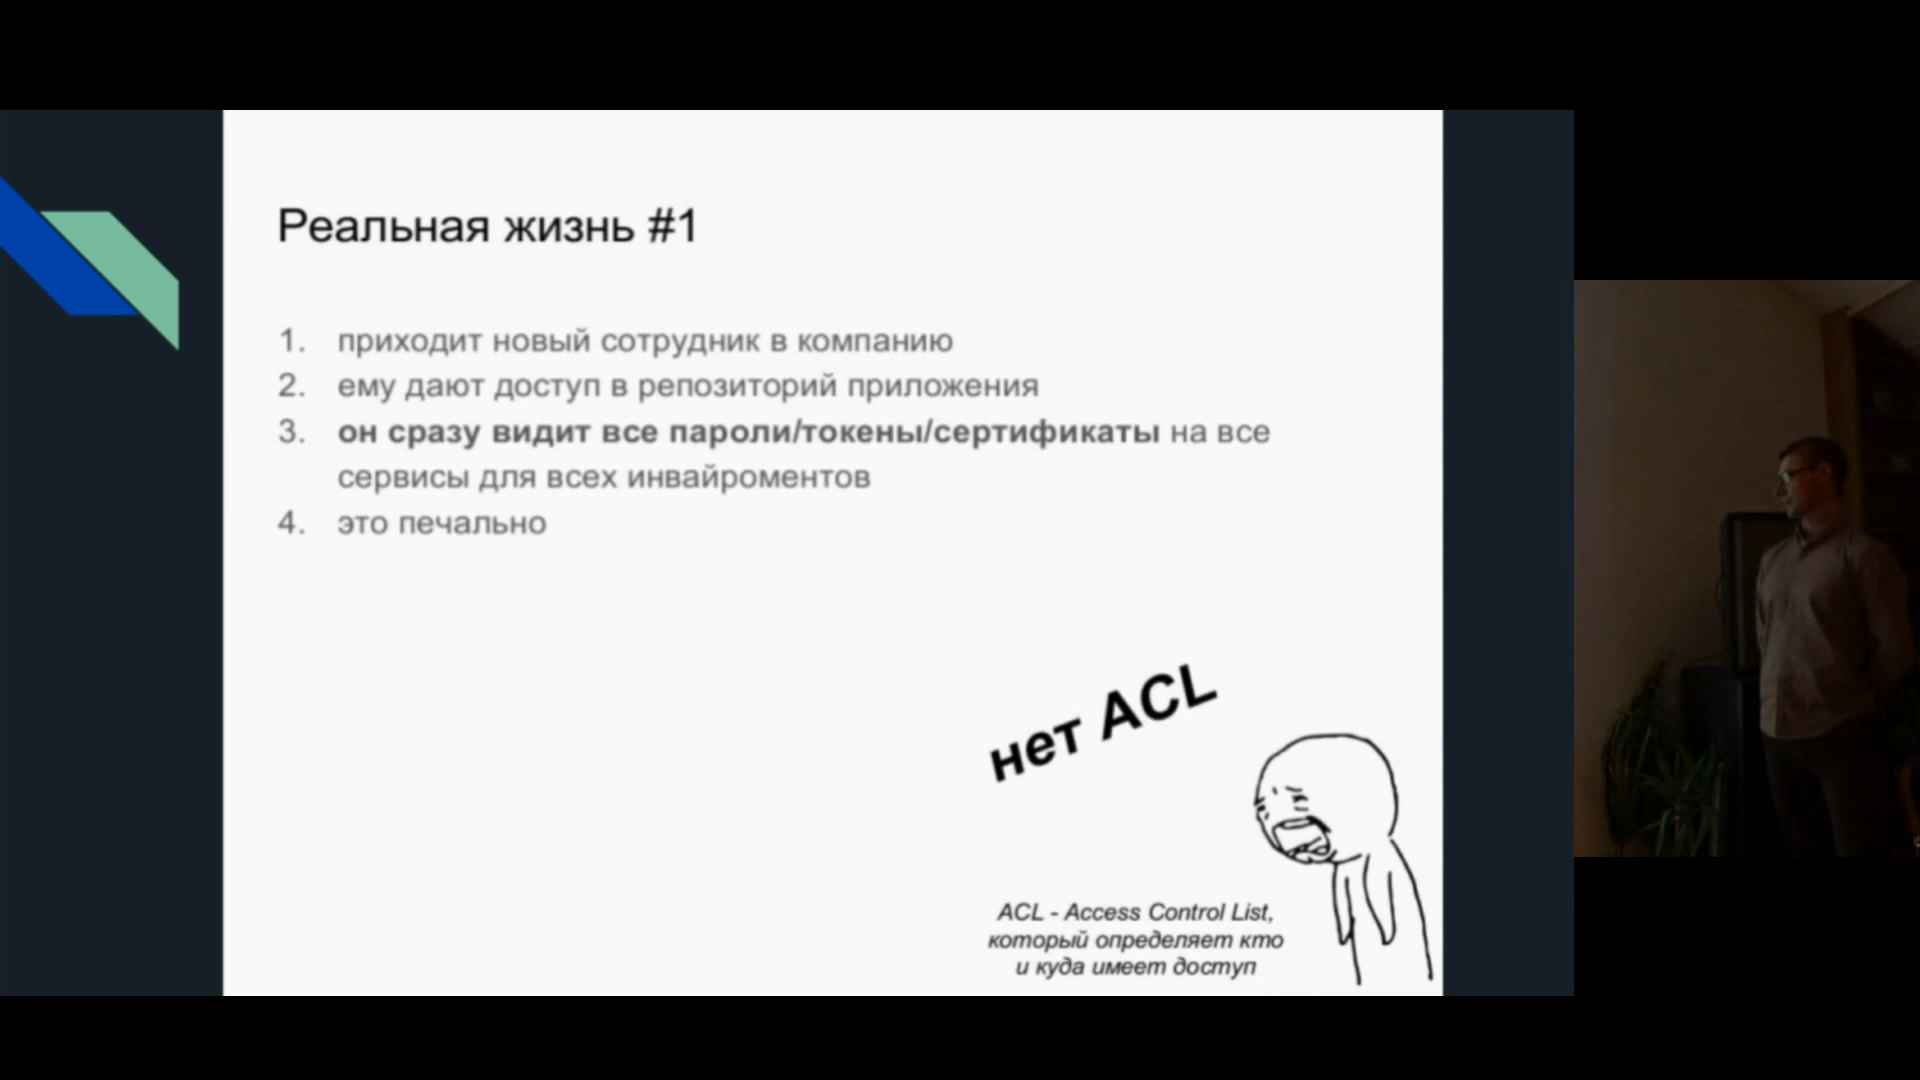 Реальная жизнь #1
1. приходит новый сотрудник в компанию
2. ему дают доступ в репозиторий приложения
3. он сразу видит все пароли/токены/сертификаты на все
сервисы для всех инвайроментов
4. это печально
нет ACL
ACL - Access Control List,
который определяет кто
и куда имеет доступ